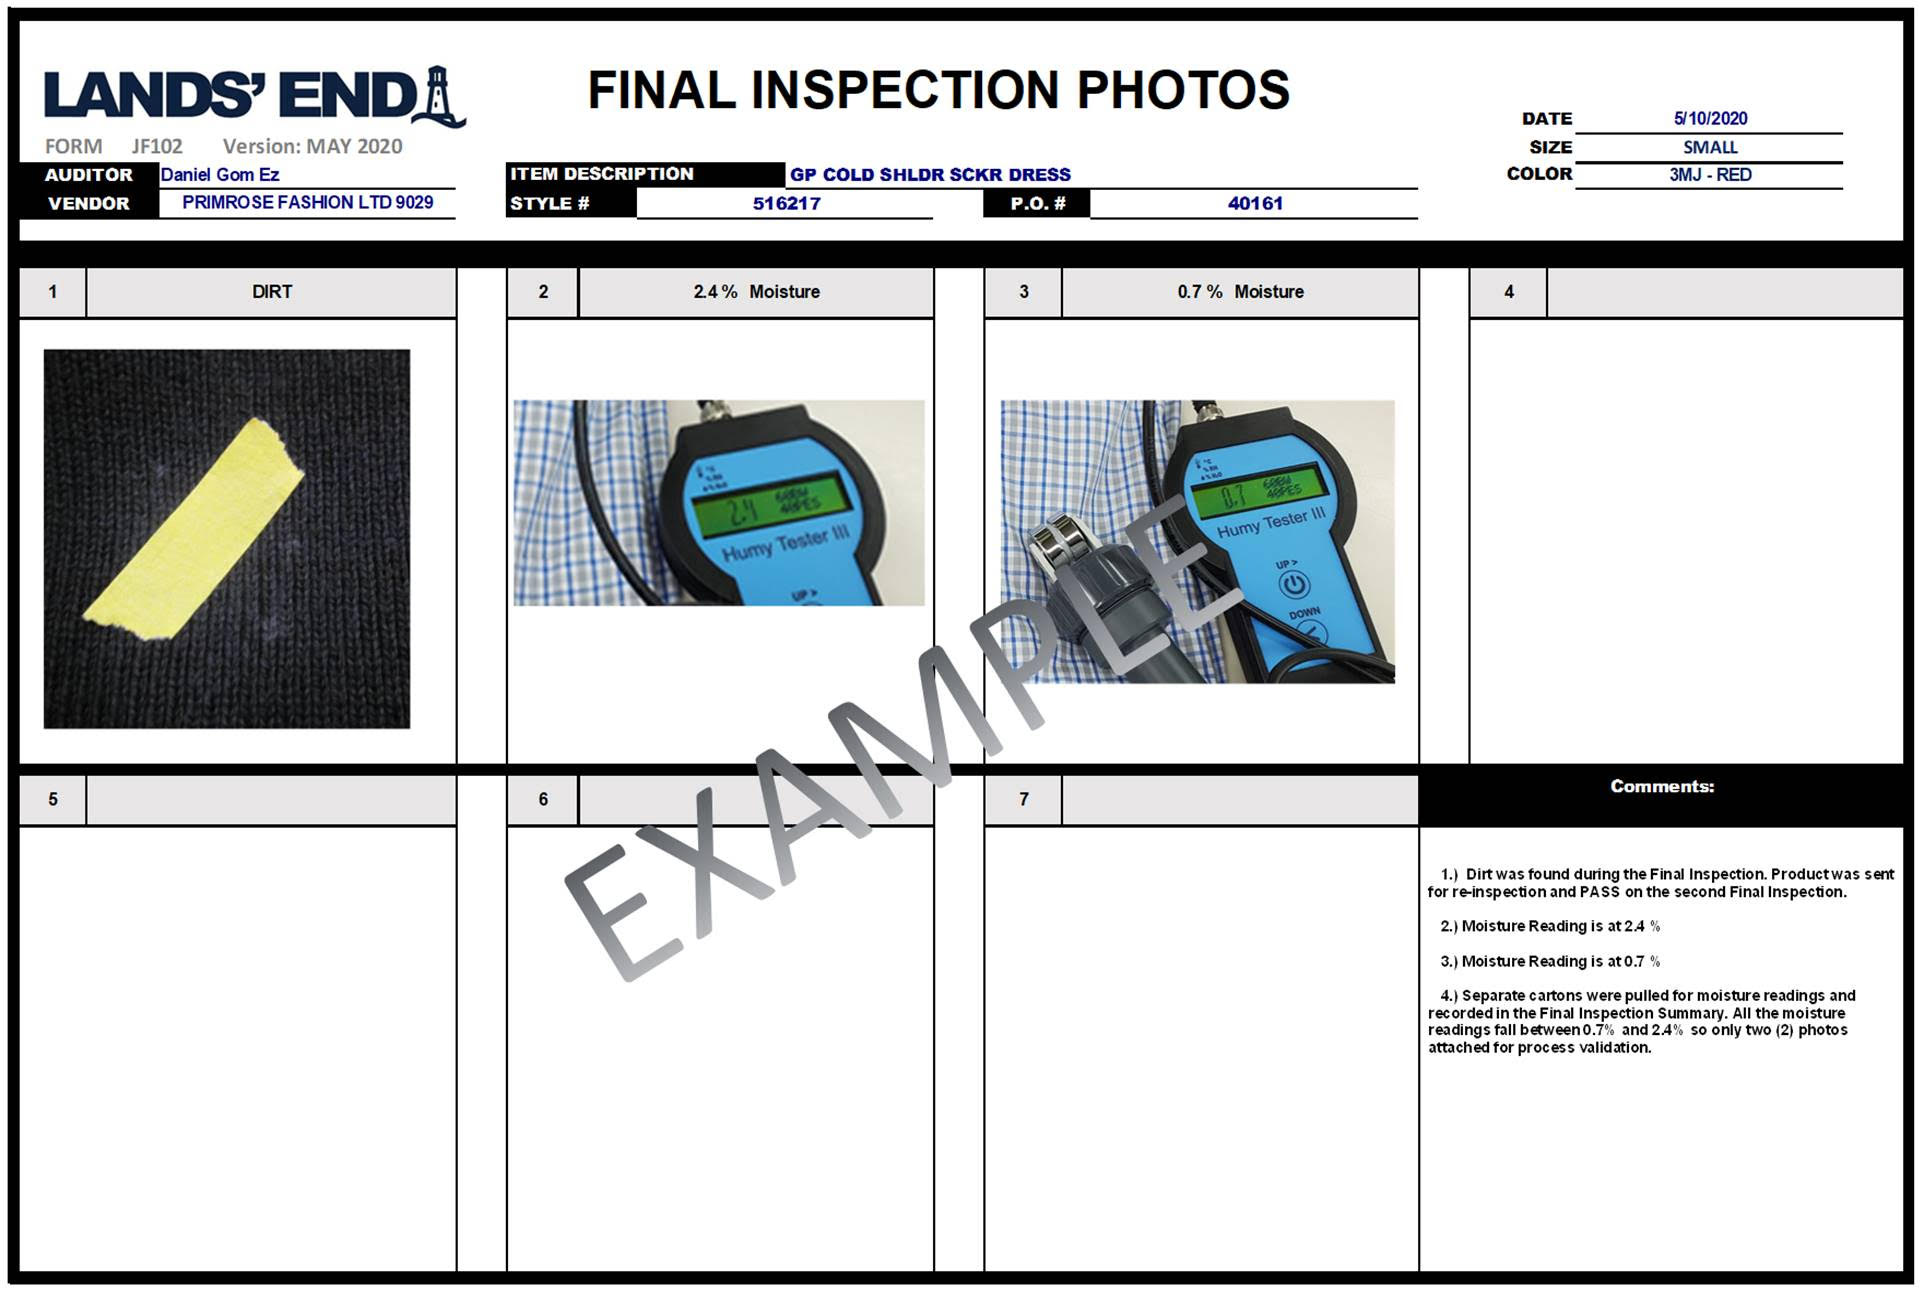 LANDS' END
FINAL INSPECTION PHOTOS
FORM JF102 Version: MAY 2020
DATE 5/10/2020
SIZE SMALL
COLOR 3MJ - RED
AUDITOR Daniel Gom Ez
ITEM DESCRIPTION GP COLD SHLDR SCKR DRESS
VENDOR PRIMROSE FASHION LTD 9029
STYLE # 516217
P.O. # 40161
1 DIRT
2 2.4 % Moisture
3 0.7 % Moisture
4
°C
% RH
2.4 60BW
40PES
Humy Tester III
UP >
°C
% RH
0.7 60BW
40PES
Humy Tester III
UP >
DOWN
EXAMPLE
5
6
7
Comments:
1.) Dirt was found during the Final Inspection. Product was sent
for re-inspection and PASS on the second Final Inspection.
2.) Moisture Reading is at 2.4 %
3.) Moisture Reading is at 0.7 %
4.) Separate cartons were pulled for moisture readings and
recorded in the Final Inspection Summary. All the moisture
readings fall between 0.7% and 2.4% so only two (2) photos
attached for process validation.